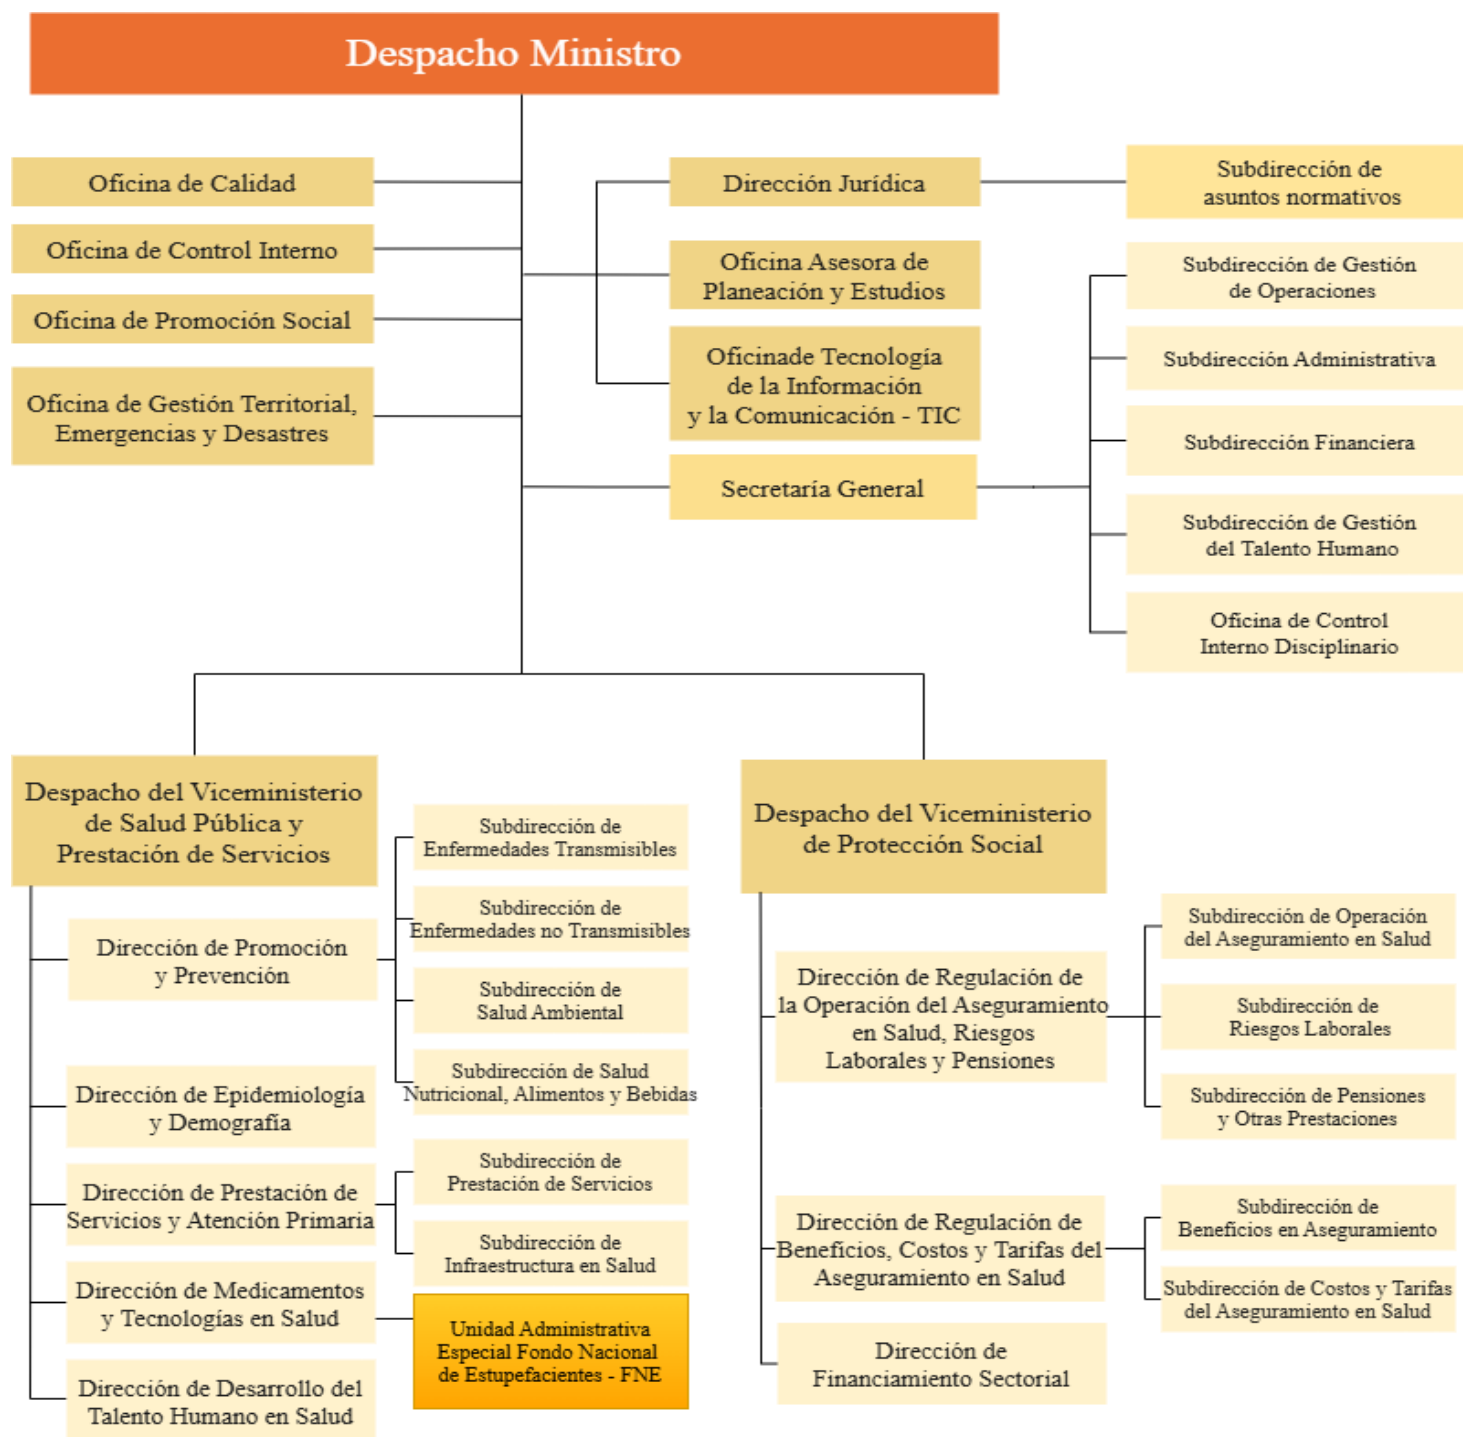 Despacho Ministro
Oficina de Calidad
Oficina de Control Interno
Oficina de Promoción Social
Oficina de Gestión Territorial,
Emergencias y Desastres
Dirección Jurídica
Subdirección de
asuntos normativos
Oficina Asesora de
Planeación y Estudios
Oficinade Tecnología
de la Información
y la Comunicación - TIC
Secretaría General
Subdirección de Gestión
de Operaciones
Subdirección Administrativa
Subdirección Financiera
Subdirección de Gestión
del Talento Humano
Oficina de Control
Interno Disciplinario
Despacho del Viceministerio
de Salud Pública y
Prestación de Servicios
Dirección de Promoción
y Prevención
Subdirección de
Enfermedades Transmisibles
Subdirección de
Enfermedades no Transmisibles
Subdirección de
Salud Ambiental
Subdirección de Salud
Nutricional, Alimentos y Bebidas
Dirección de Epidemiología
y Demografía
Dirección de Prestación de
Servicios y Atención Primaria
Subdirección de
Prestación de Servicios
Subdirección de
Infraestructura en Salud
Dirección de Medicamentos
y Tecnologías en Salud
Unidad Administrativa
Especial Fondo Nacional
de Estupefacientes - FNE
Dirección de Desarrollo del
Talento Humano en Salud
Despacho del Viceministerio
de Protección Social
Dirección de Regulación de
la Operación del Aseguramiento
en Salud, Riesgos
Laborales y Pensiones
Subdirección de Operación
del Aseguramiento en Salud
Subdirección de
Riesgos Laborales
Subdirección de Pensiones
y Otras Prestaciones
Dirección de Regulación de
Beneficios, Costos y Tarifas del
Aseguramiento en Salud
Subdirección de
Beneficios en Aseguramiento
Subdirección de Costos y Tarifas
del Aseguramiento en Salud
Dirección de
Financiamiento Sectorial